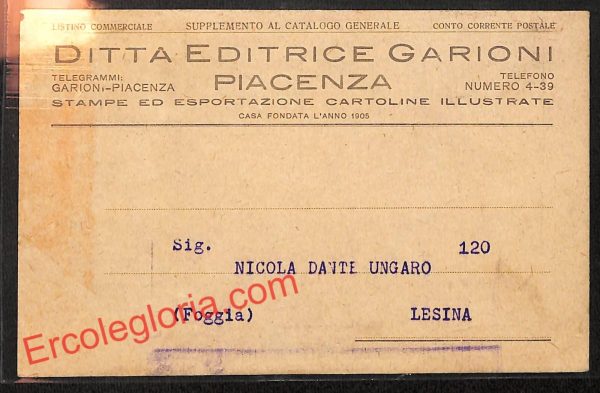 LISTINO COMMERCIALE SUPPLEMENTO AL CATALOGO GENERALE CONTO CORRENTE POSTALE
DITTA EDITRICE GARIONI
TELEGRAMMI: PIACENZA TELEFONO
GARIONI-PIACENZA NUMERO 4-39
STAMPE ED ESPORTAZIONE CARTOLINE ILLUSTRATE
CASA FONDATA L'ANNO 1905
Sig. 120
NICOLA DANTE UNGARO
(Foggia) LESINA
Ercolegloria.com